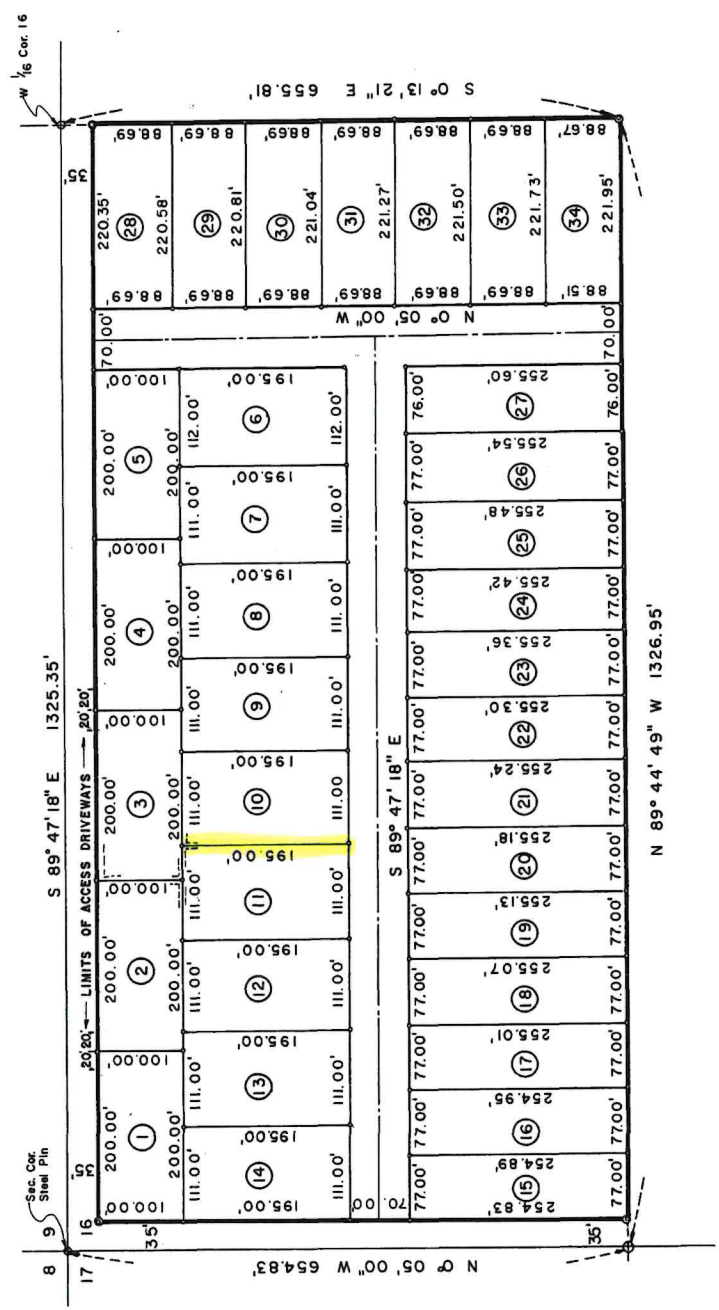 W 1/16 Cor. 16
Sec. Cor.
Steel Pin
8 9
17 16
S 89° 47' 18" E 1325.35'
35'
35'
20' 20' ← LIMITS OF ACCESS DRIVEWAYS → 20' 20'
35'
200.00' 200.00' 200.00' 200.00' 200.00' 70.00' 220.35'
100.00' 1 100.00' 2 100.00' 3 100.00' 4 100.00' 5 100.00'
200.00' 200.00' 200.00' 200.00' 200.00'
88.69' 28 88.69'
220.58'
88.69' 29 88.69'
220.81'
88.69' 30 88.69'
221.04'
88.69' 31 88.69'
221.27'
88.69' 32 88.69'
221.50'
88.69' 33 88.69'
221.73'
88.51' 34 88.67'
221.95'
S 0° 13' 21" E 655.81'
N 0° 05' 00" W
111.00' 111.00' 111.00' 111.00' 111.00' 111.00' 111.00' 111.00' 112.00'
195.00' 14 195.00' 13 195.00' 12 195.00' 11 195.00' 10 195.00' 9 195.00' 8 195.00' 7 195.00' 6 195.00'
111.00' 111.00' 111.00' 111.00' 111.00 111.00' 111.00' 111.00' 112.00'
70.00'
S 89° 47' 18" E
77.00' 77.00' 77.00' 77.00' 77.00' 77.00' 77.00' 77.00' 77.00' 77.00' 77.00' 77.00' 76.00'
254.83' 15 254.89' 16 254.95' 17 255.01' 18 255.07' 19 255.13' 20 255.18' 21 255.24' 22 255.30' 23 255.36' 24 255.42' 25 255.48' 26 255.54' 27 255.60'
77.00' 77.00' 77.00' 77.00' 77.00' 77.00' 77.00' 77.00' 77.00' 77.00' 77.00' 77.00' 76.00' 70.00'
35'
N 0° 05' 00" W 654.83'
N 89° 44' 49" W 1326.95'